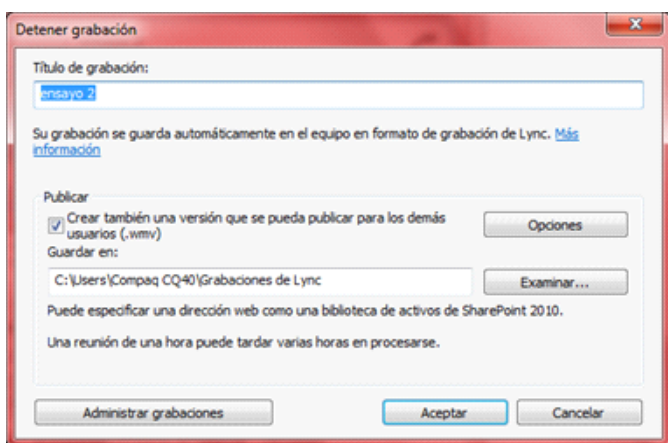 Detener grabación
Título de grabación:
ensayo 2
Su grabación se guarda automáticamente en el equipo en formato de grabación de Lync. Más
información
Publicar
Crear también una versión que se pueda publicar para los demás
usuarios (.wmv)
Opciones
Guardar en:
C:\Users\Compaq CQ40\Grabaciones de Lync
Examinar...
Puede especificar una dirección web como una biblioteca de activos de SharePoint 2010.
Una reunión de una hora puede tardar varias horas en procesarse.
Administrar grabaciones
Aceptar
Cancelar